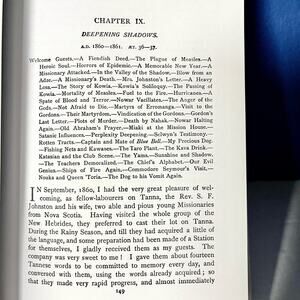 CHAPTER IX.
DEEPENING SHADOWS.
A.D. 1860—1861. ÆT. 36—37.
Welcome Guests.—A Fiendish Deed.—The Plague of Measles.—A
Heroic Soul.—Horrors of Epidemic.—A Memorable New Year.—A
Missionary Attacked.—In the Valley of the Shadow.—Blow from an
Adze.—A Missionary's Death.—Mrs. Johnston's Letter.—A Heavy
Loss.—The Story of Kowia.—Kowia's Soliloquy.—The Passing of
Kowia.—Mortality of Measles.—Fuel to the Fire.—Hurricanes.—A
Spate of Blood and Terror.—Nowar Vacillates.—The Anger of the
Gods.—Not Afraid to Die.—Martyrs of Erromanga.—Visit to the
Gordons.—Their Martyrdom.—Vindication of the Gordons.—Gordon's
Last Letter.—Plots of Murder.—Death by Nahak.—Nowar Halting
Again.—Old Abraham's Prayer.—Miaki at the Mission House.—
Satanic Influences.—Perplexity Deepening.—Selwyn's Testimony.—
Rotten Tracts.—Captain and Mate of Blue Bell.—My Precious Dog.—
Fishing Nets and Kawases.—The Taro Plant.—The Kava Drink.—
Katasian and the Club Scene.—The Yams.—Sunshine and Shadow.—
The Teachers Demoralized.—The Chief's Alphabet.—Our Evil
Genius.—Ships of Fire Again.—Commodore Seymour's Visit.—
Nouka and Queen 'Toria.—The Dog to his Vomit Again.
IN September, 1860, I had the very great pleasure of wel-
coming, as fellow-labourers on Tanna, the Rev. S. F.
Johnston and his wife, two able and pious young Missionaries
from Nova Scotia. Having visited the whole group of the
New Hebrides, they preferred to cast their lot on Tanna.
During the Rainy Season, and till they had acquired a little of
the language, and some preparation had been made of a Station
for themselves, I gladly received them as my guests. The
company was very sweet to me! I gave them about fourteen
Tannese words to be committed to memory every day, and
conversed with them, using the words already acquired; so
that they made very rapid progress, and almost immediately
149